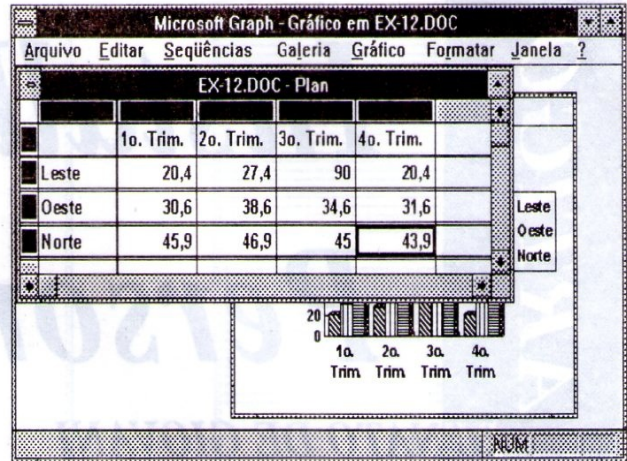 Microsoft Graph - Gráfico em EX-12.DOC
Arquivo Editar Seqüências Galeria Gráfico Formatar Janela ?
EX-12.DOC - Plan
1o. Trim. 2o. Trim. 3o. Trim. 4o. Trim.
Leste 20,4 27,4 90 20,4
Oeste 30,6 38,6 34,6 31,6
Norte 45,9 46,9 45 43,9
Leste
Oeste
Norte
20
0
1o. 2o. 3o. 4o.
Trim Trim Trim Trim
NUM